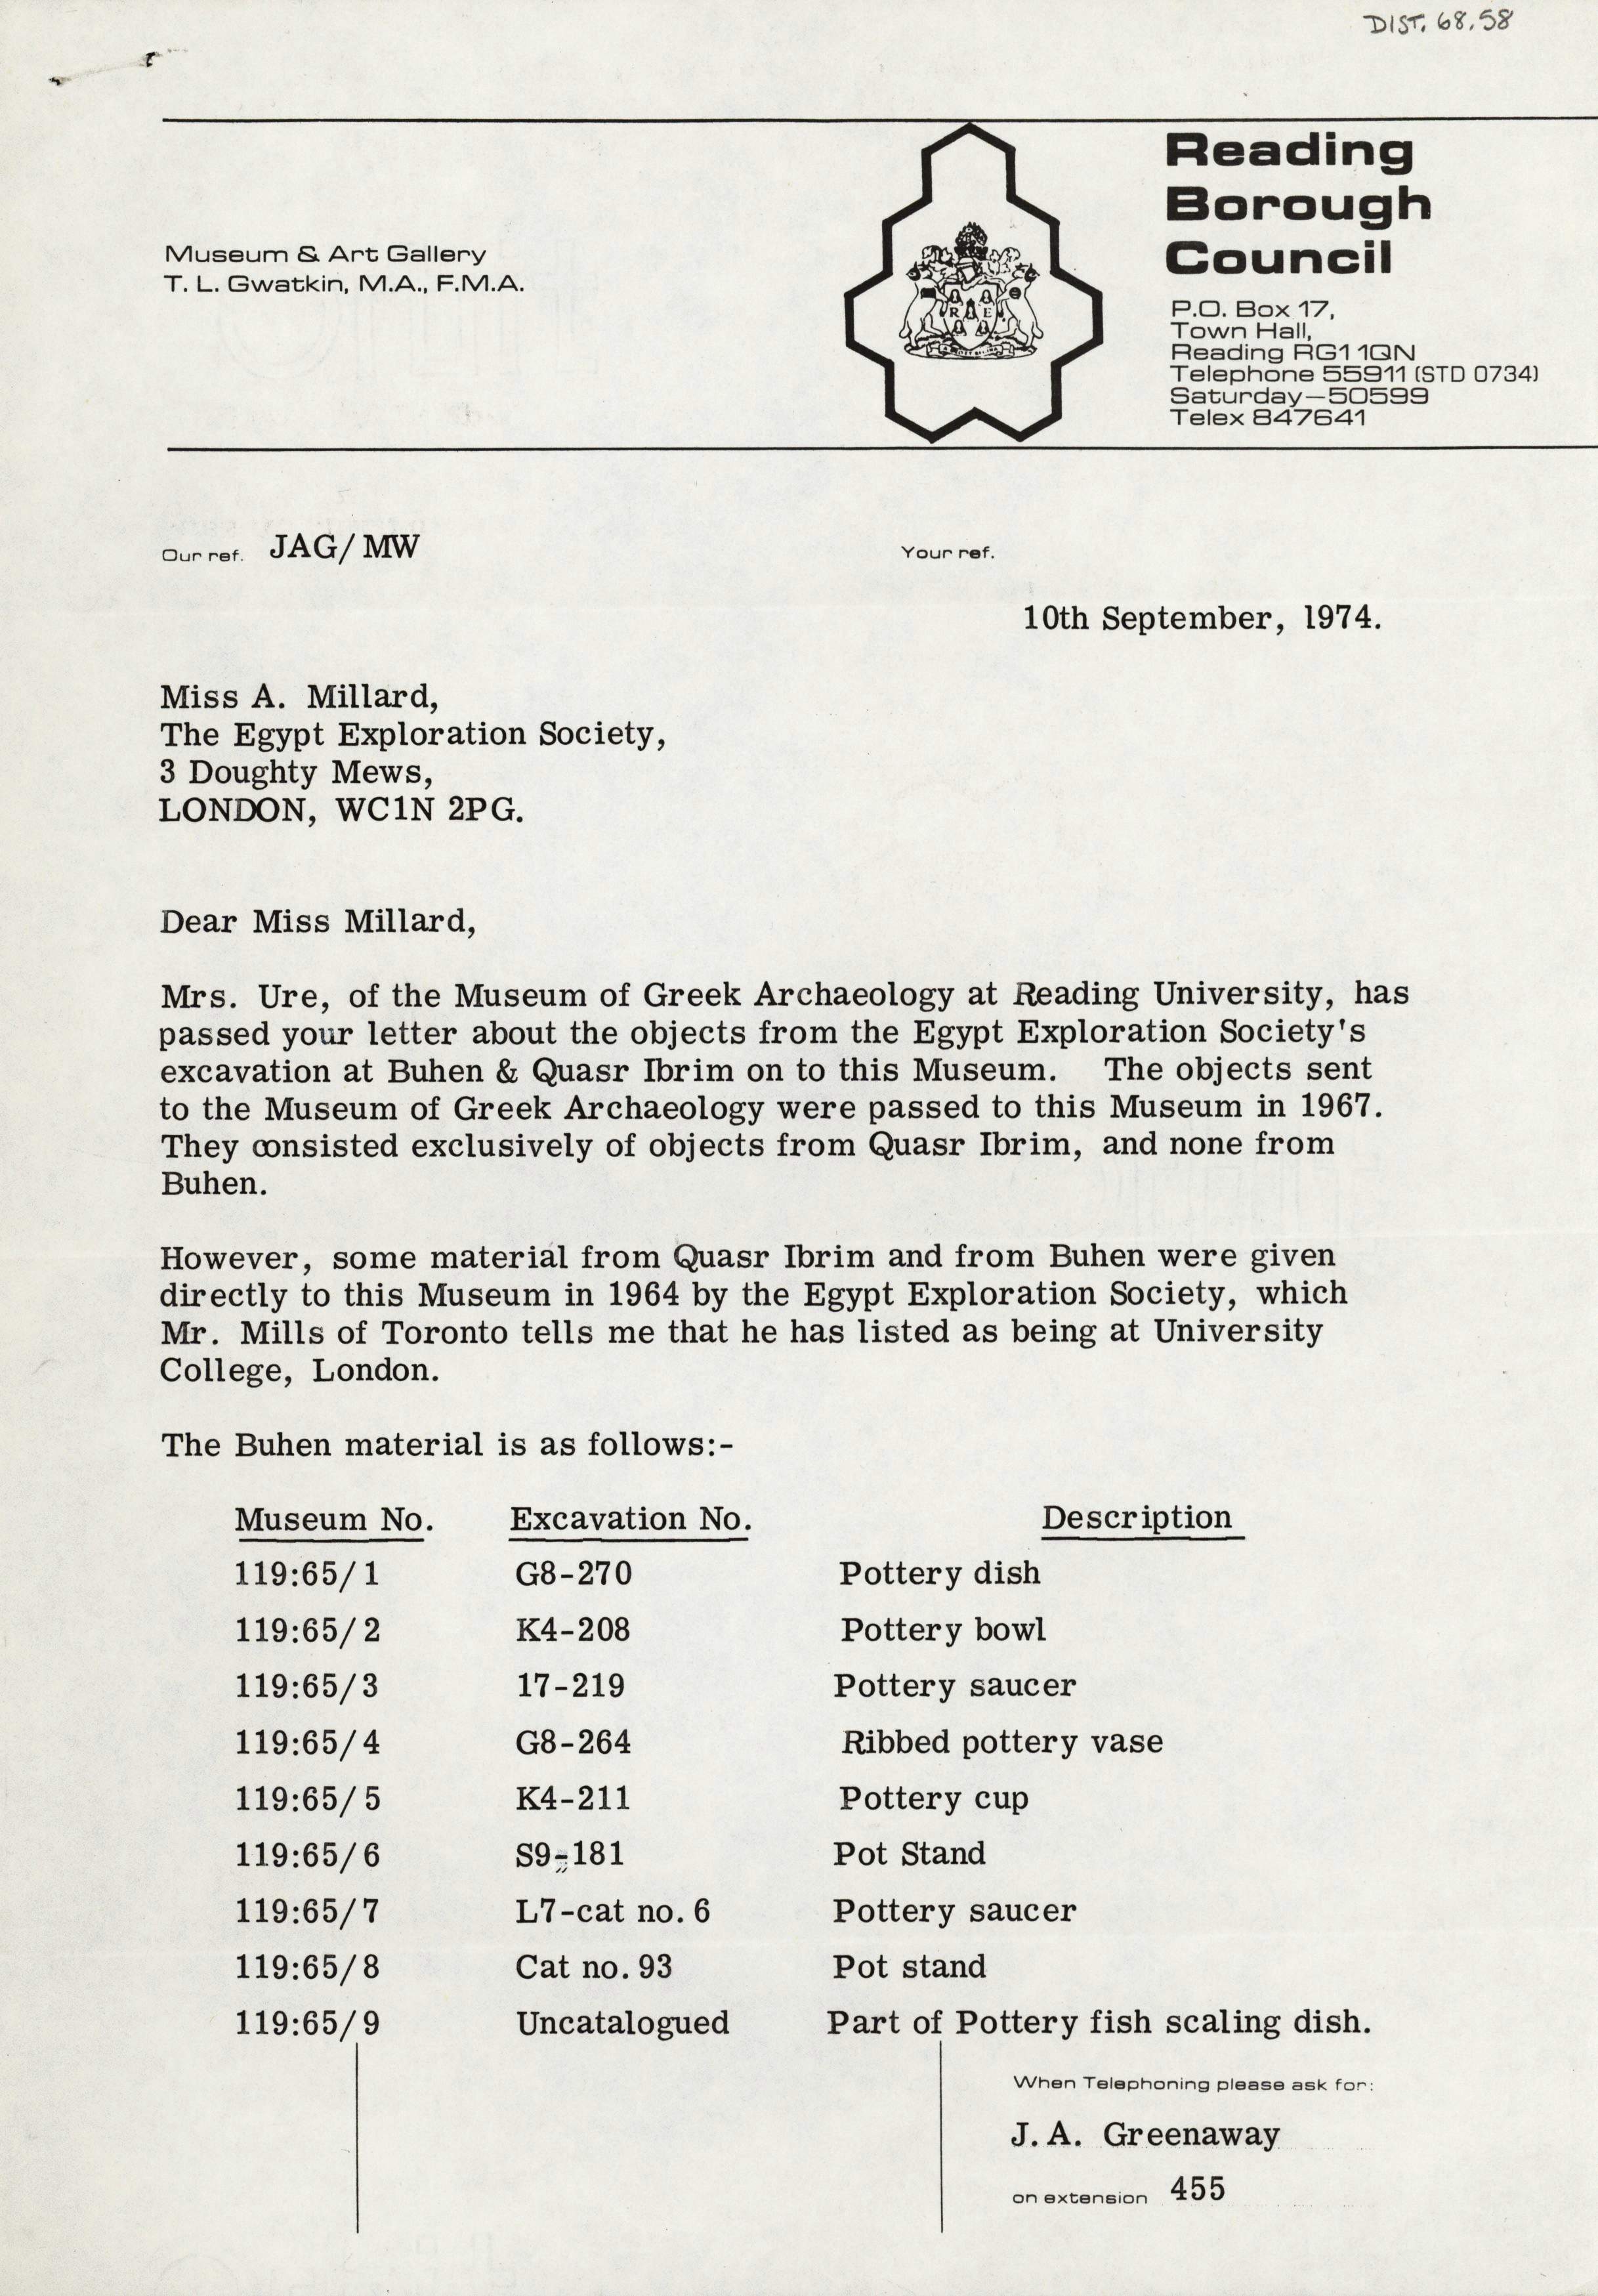 DIST. 68.58
Museum & Art Gallery
T. L. Gwatkin, M.A., F.M.A.
R E
Reading
Borough
Council
P.O. Box 17,
Town Hall,
Reading RG1 1QN
Telephone 55911 (STD 0734)
Saturday—50599
Telex 847641
Our ref. JAG/MW
Your ref.
10th September, 1974.
Miss A. Millard,
The Egypt Exploration Society,
3 Doughty Mews,
LONDON, WC1N 2PG.
Dear Miss Millard,
Mrs. Ure, of the Museum of Greek Archaeology at Reading University, has
passed your letter about the objects from the Egypt Exploration Society's
excavation at Buhen & Quasr Ibrim on to this Museum. The objects sent
to the Museum of Greek Archaeology were passed to this Museum in 1967.
They consisted exclusively of objects from Quasr Ibrim, and none from
Buhen.
However, some material from Quasr Ibrim and from Buhen were given
directly to this Museum in 1964 by the Egypt Exploration Society, which
Mr. Mills of Toronto tells me that he has listed as being at University
College, London.
The Buhen material is as follows:-
Museum No. Excavation No. Description
119:65/1 G8-270 Pottery dish
119:65/2 K4-208 Pottery bowl
119:65/3 17-219 Pottery saucer
119:65/4 G8-264 Ribbed pottery vase
119:65/5 K4-211 Pottery cup
119:65/6 S9-181 Pot Stand
119:65/7 L7-cat no. 6 Pottery saucer
119:65/8 Cat no. 93 Pot stand
119:65/9 Uncatalogued Part of Pottery fish scaling dish.
When Telephoning please ask for:
J. A. Greenaway
on extension 455